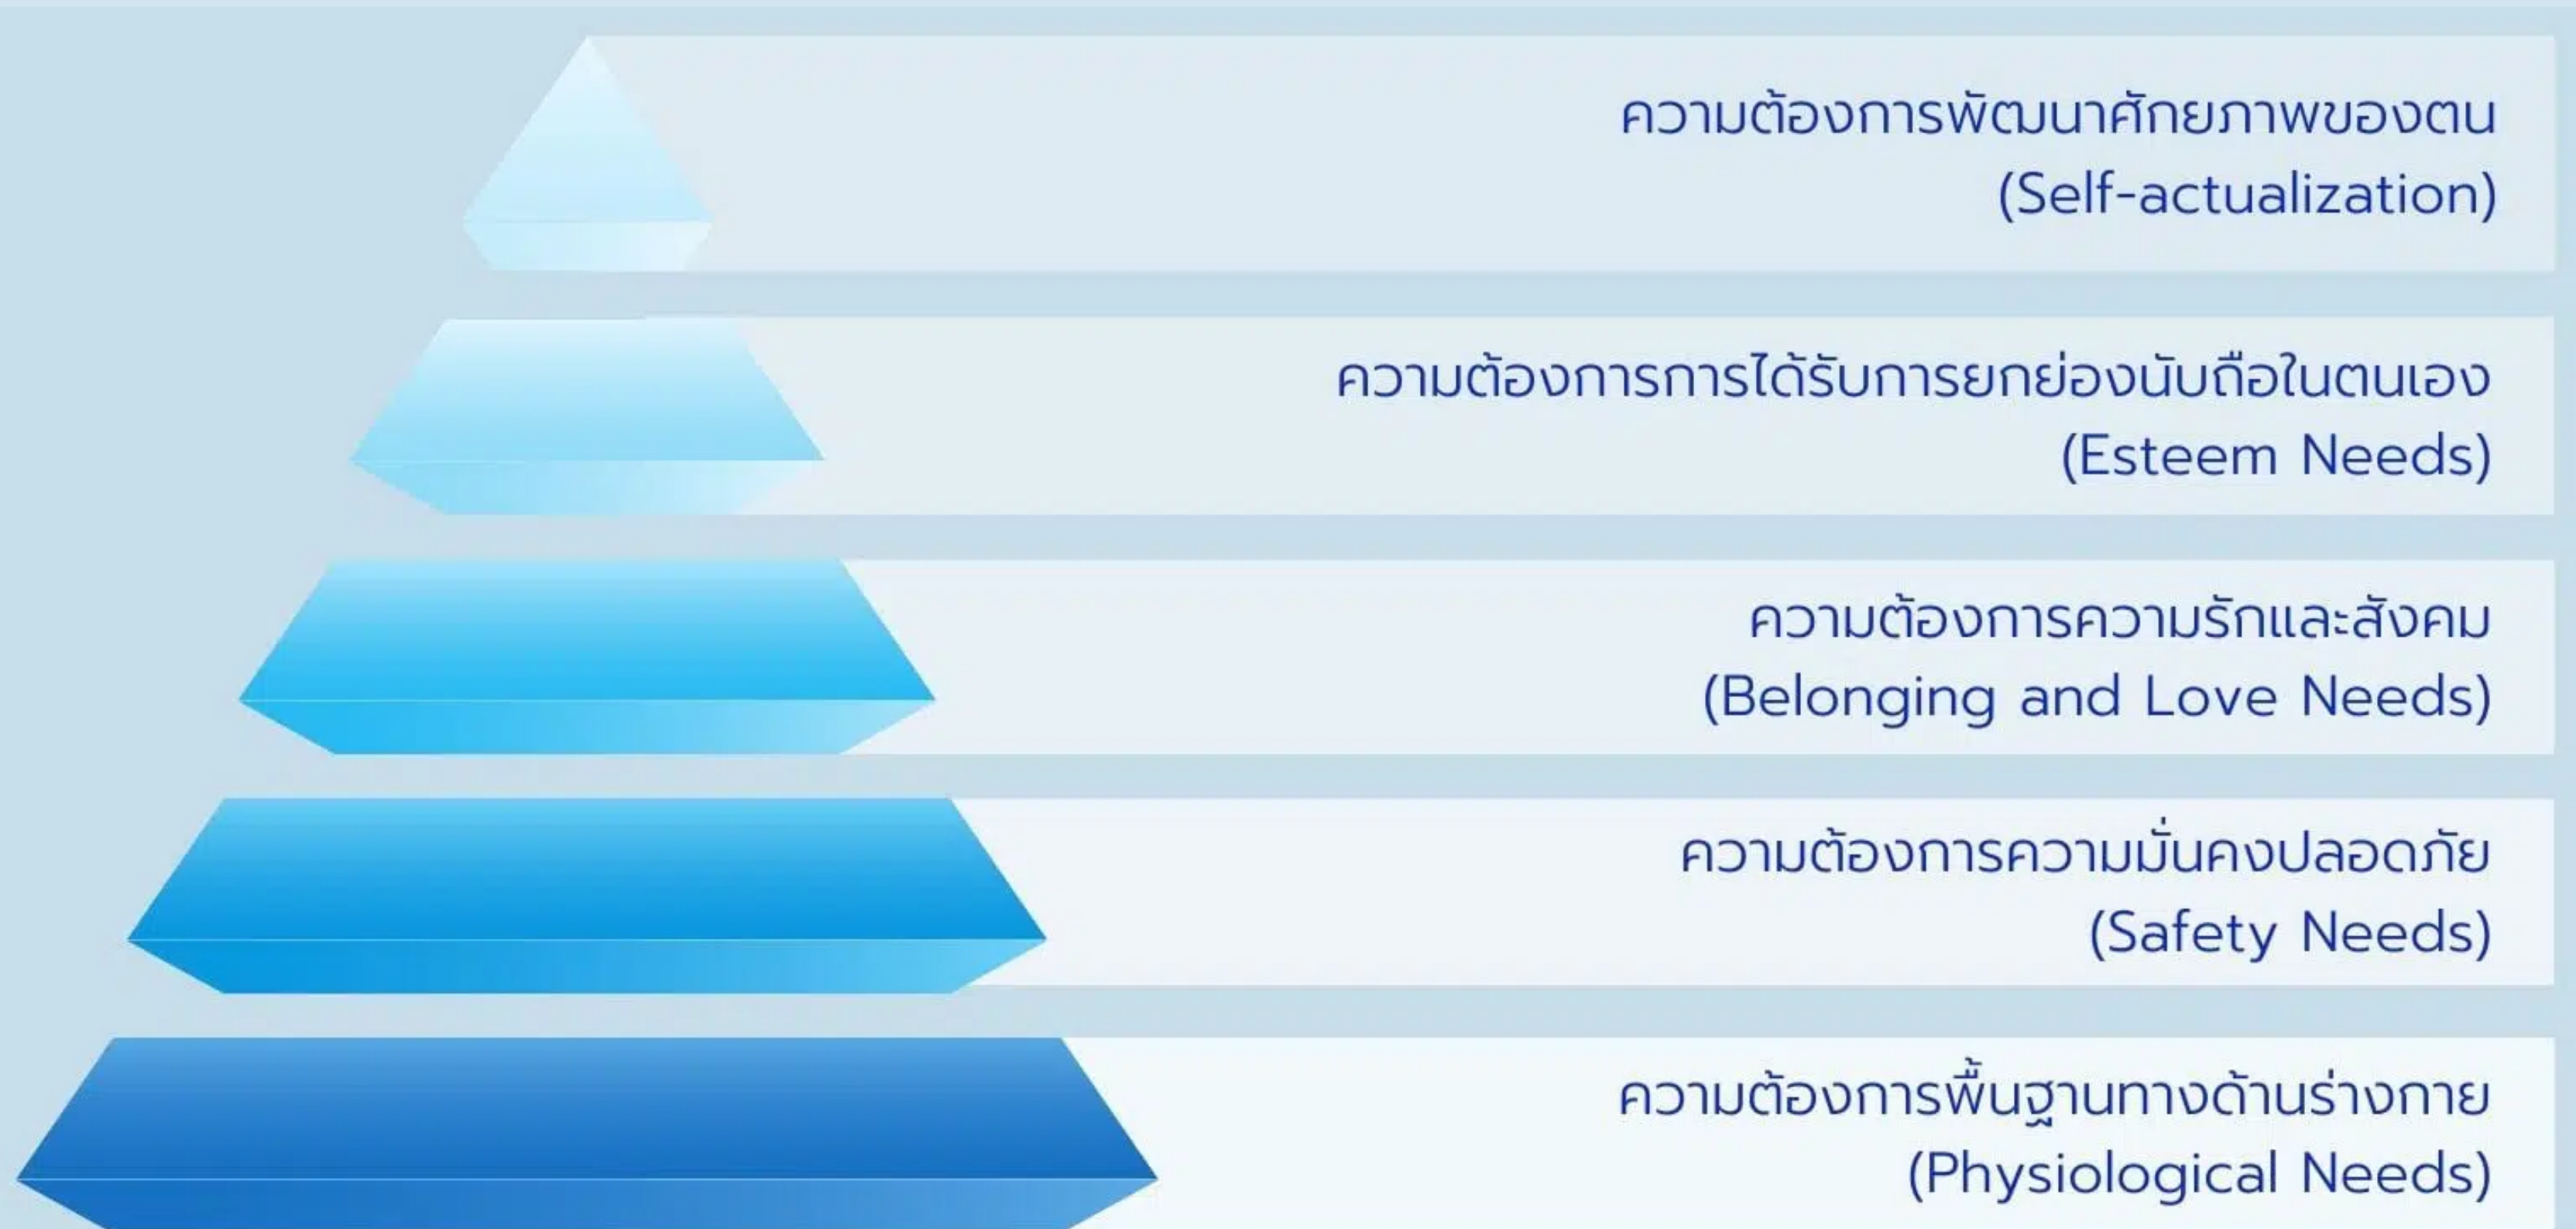 ความต้องการพัฒนาศักยภาพของตน
(Self-actualization)
ความต้องการการได้รับการยกย่องนับถือในตนเอง
(Esteem Needs)
ความต้องการความรักและสังคม
(Belonging and Love Needs)
ความต้องการความมั่นคงปลอดภัย
(Safety Needs)
ความต้องการพื้นฐานทางด้านร่างกาย
(Physiological Needs)